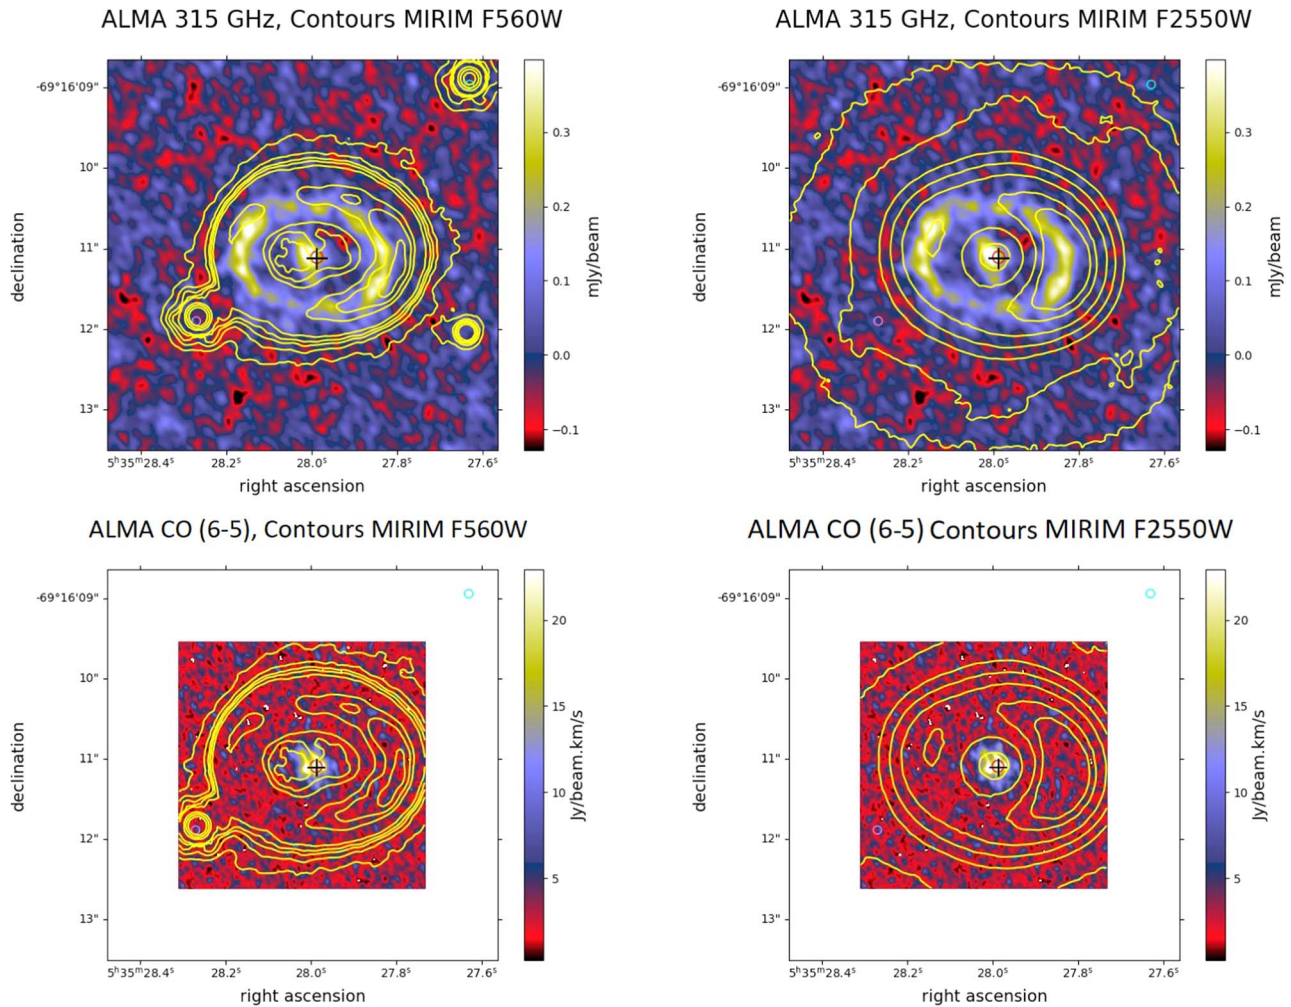 ALMA 315 GHz, Contours MIRIM F560W
-69°16'09"
10"
11"
12"
13"
declination
5ʰ35ᵐ28.4ˢ
28.2ˢ
28.0ˢ
27.8ˢ
27.6ˢ
right ascension
0.3
0.2
0.1
0.0
−0.1
mJy/beam
ALMA 315 GHz, Contours MIRIM F2550W
-69°16'09"
10"
11"
12"
13"
declination
5ʰ35ᵐ28.4ˢ
28.2ˢ
28.0ˢ
27.8ˢ
27.6ˢ
right ascension
0.3
0.2
0.1
0.0
−0.1
mJy/beam
ALMA CO (6-5), Contours MIRIM F560W
-69°16'09"
10"
11"
12"
13"
declination
5ʰ35ᵐ28.4ˢ
28.2ˢ
28.0ˢ
27.8ˢ
27.6ˢ
right ascension
20
15
10
5
Jy/beam.km/s
ALMA CO (6-5) Contours MIRIM F2550W
-69°16'09"
10"
11"
12"
13"
declination
5ʰ35ᵐ28.4ˢ
28.2ˢ
28.0ˢ
27.8ˢ
27.6ˢ
right ascension
20
15
10
5
Jy/beam.km/s